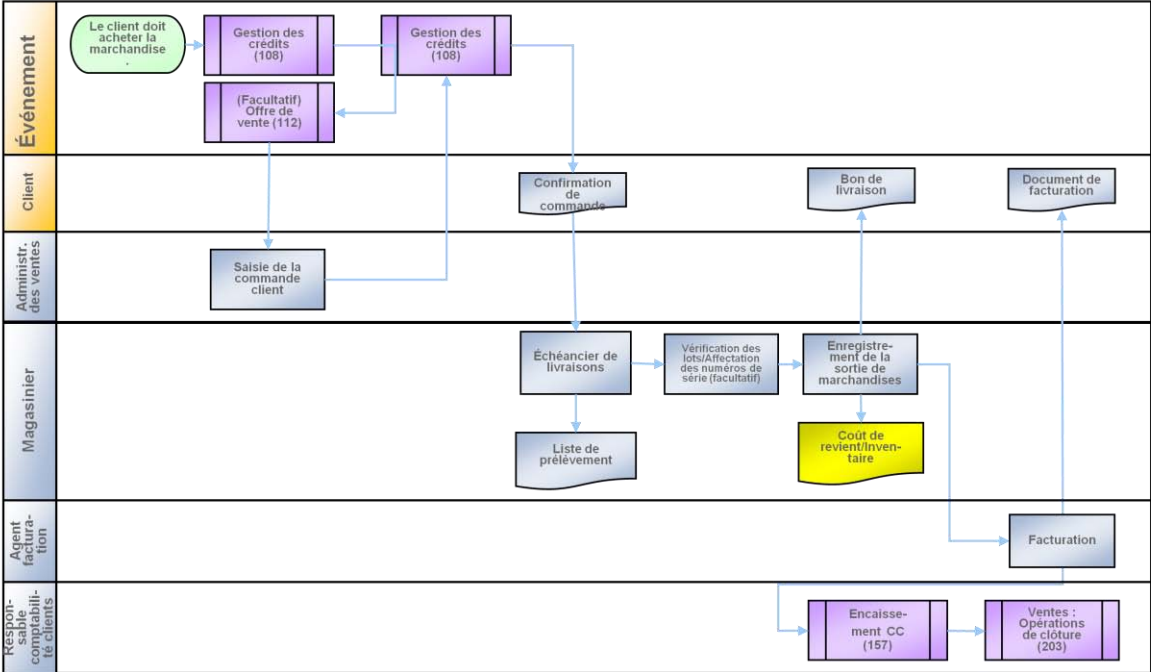 Événement
Le client doit
acheter la
marchandise
.
Gestion des
crédits
(108)
Gestion des
crédits
(108)
(Facultatif)
Offre de
vente (112)
Client
Confirmation
de
commande
Bon de
livraison
Document de
facturation
Administr.
des ventes
Saisie de la
commande
client
Magasinier
Échéancier de
livraisons
Vérification des
lots/Affectation
des numéros de
série (facultatif)
Enregistre-
ment de la
sortie de
marchandises
Liste de
prélèvement
Coût de
revient/Inven-
taire
Agent
factura-
tion
Facturation
Respon-
sable
comptabili-
té clients
Encaisse-
ment CC
(157)
Ventes :
Opérations
de clôture
(203)